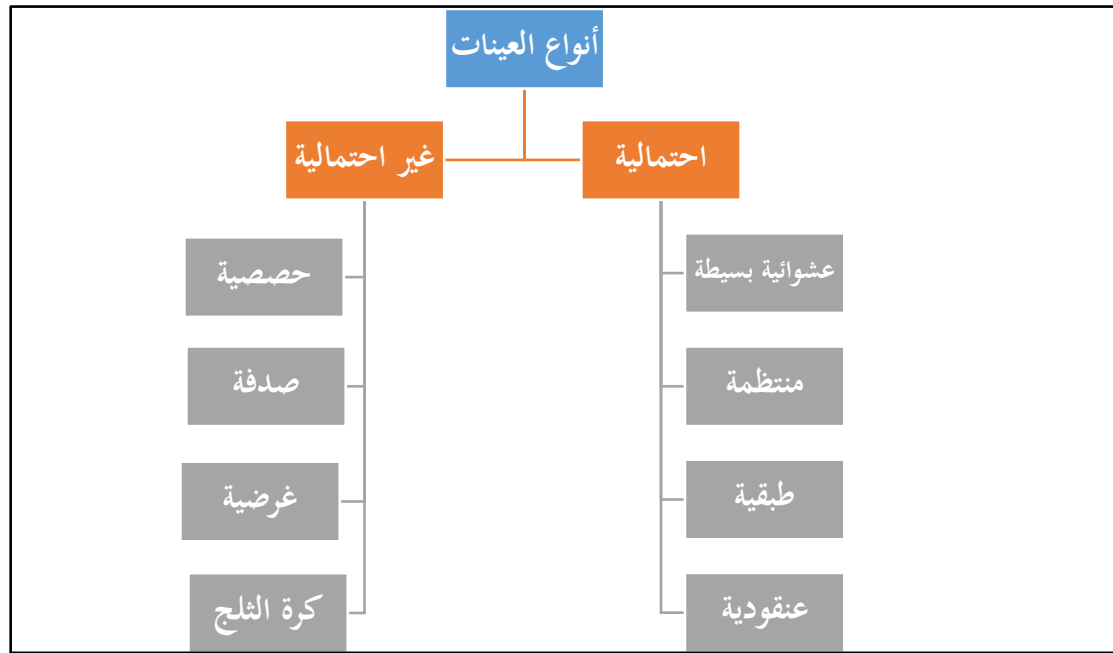 أنواع العينات
احتمالية
غير احتمالية
عشوائية بسيطة
حصصية
منتظمة
صدفة
طبقية
غرضية
عنقودية
كرة الثلج